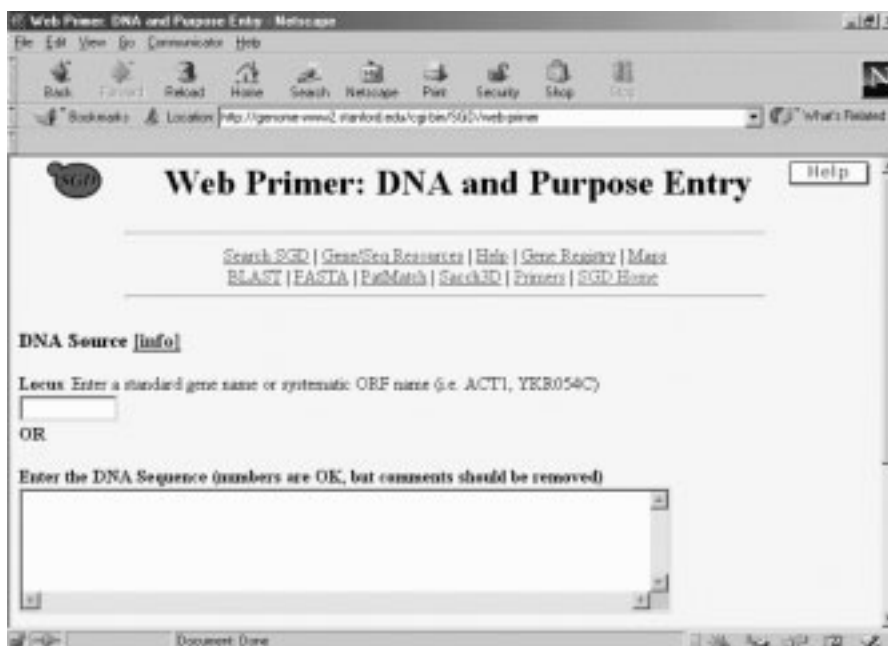 Web Primer: DNA and Purpose Entry - Netscape
File Edit View Go Communicator Help
Back Forward Reload Home Search Netscape Print Security Shop Stop
Bookmarks Location http://genome-www2.stanford.edu/cgi-bin/SGD/web-primer What's Related
SGD
Web Primer: DNA and Purpose Entry
Help
Search SGD | Gene/Seq Resources | Help | Gene Registry | Maps
BLAST | FASTA | PatMatch | Sacch3D | Primers | SGD Home
DNA Source [info]
Locus: Enter a standard gene name or systematic ORF name (i.e. ACT1, YKR054C)
OR
Enter the DNA Sequence (numbers are OK, but comments should be removed)
Document: Done